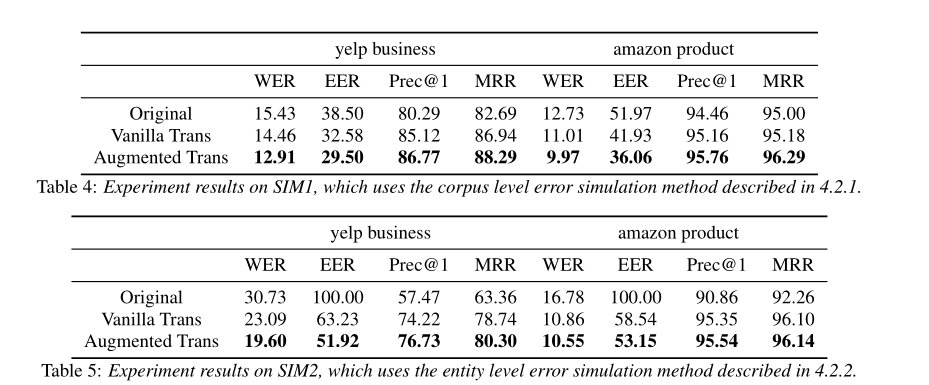 yelp business amazon product
WER EER Prec@1 MRR WER EER Prec@1 MRR
Original 15.43 38.50 80.29 82.69 12.73 51.97 94.46 95.00
Vanilla Trans 14.46 32.58 85.12 86.94 11.01 41.93 95.16 95.18
Augmented Trans 12.91 29.50 86.77 88.29 9.97 36.06 95.76 96.29
Table 4: Experiment results on SIM1, which uses the corpus level error simulation method described in 4.2.1.
yelp business amazon product
WER EER Prec@1 MRR WER EER Prec@1 MRR
Original 30.73 100.00 57.47 63.36 16.78 100.00 90.86 92.26
Vanilla Trans 23.09 63.23 74.22 78.74 10.86 58.54 95.35 96.10
Augmented Trans 19.60 51.92 76.73 80.30 10.55 53.15 95.54 96.14
Table 5: Experiment results on SIM2, which uses the entity level error simulation method described in 4.2.2.